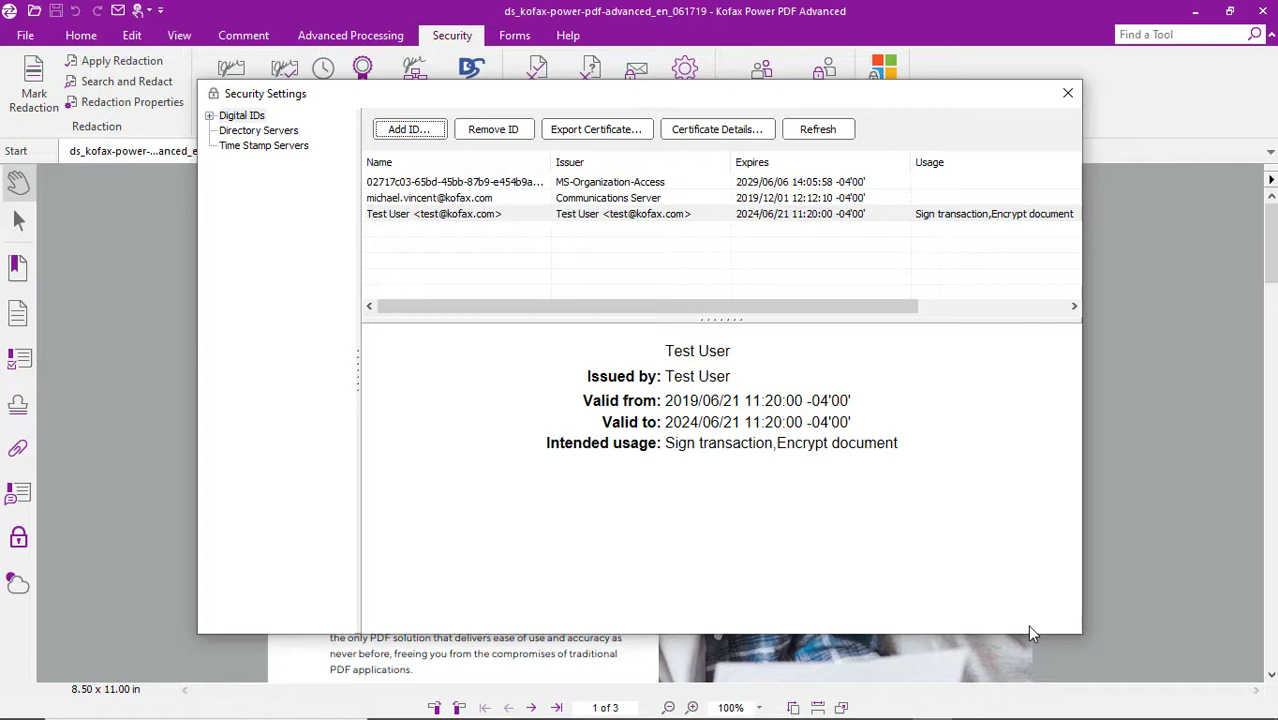 ds_kofax-power-pdf-advanced_en_061719 - Kofax Power PDF Advanced
File Home Edit View Comment Advanced Processing Security Forms Help
Find a Tool
Apply Redaction
Search and Redact
Mark Redaction
Redaction Properties
Redaction
Start
ds_kofax-power-...anced_e
Security Settings
Digital IDs
Directory Servers
Time Stamp Servers
Add ID... Remove ID Export Certificate... Certificate Details... Refresh
Name Issuer Expires Usage
02717c03-65bd-45bb-87b9-e454b9a... MS-Organization-Access 2029/06/06 14:05:58 -04'00'
michael.vincent@kofax.com Communications Server 2019/12/01 12:12:10 -04'00'
Test User <test@kofax.com> Test User <test@kofax.com> 2024/06/21 11:20:00 -04'00' Sign transaction,Encrypt document
Test User
Issued by: Test User
Valid from: 2019/06/21 11:20:00 -04'00'
Valid to: 2024/06/21 11:20:00 -04'00'
Intended usage: Sign transaction,Encrypt document
the only PDF solution that delivers ease of use and accuracy as
never before, freeing you from the compromises of traditional
PDF applications.
8.50 x 11.00 in
1 of 3
100%